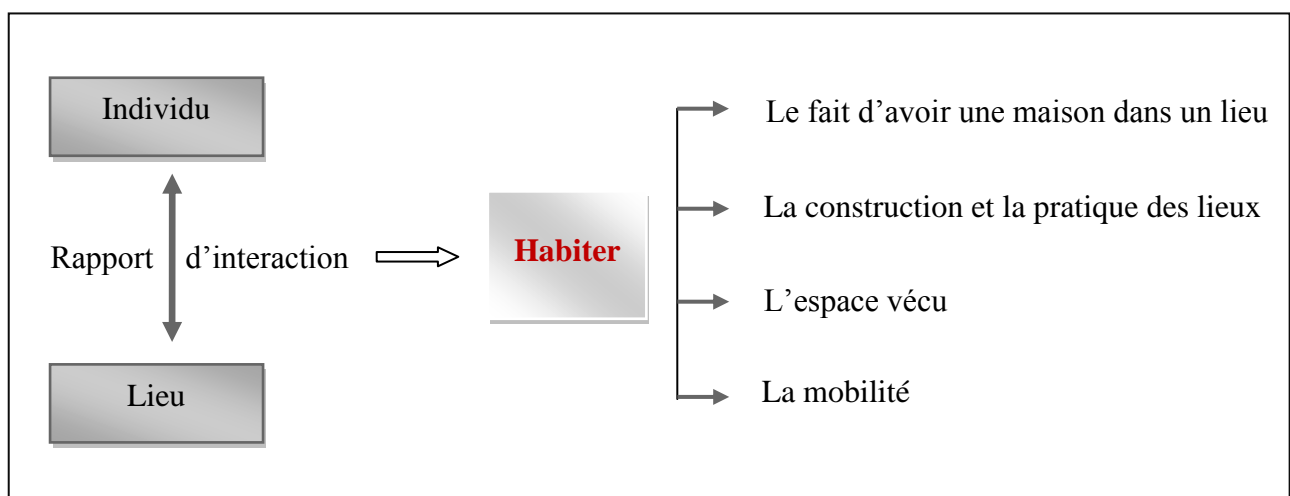 Individu
Rapport d’interaction
Lieu
Habiter
Le fait d’avoir une maison dans un lieu
La construction et la pratique des lieux
L’espace vécu
La mobilité